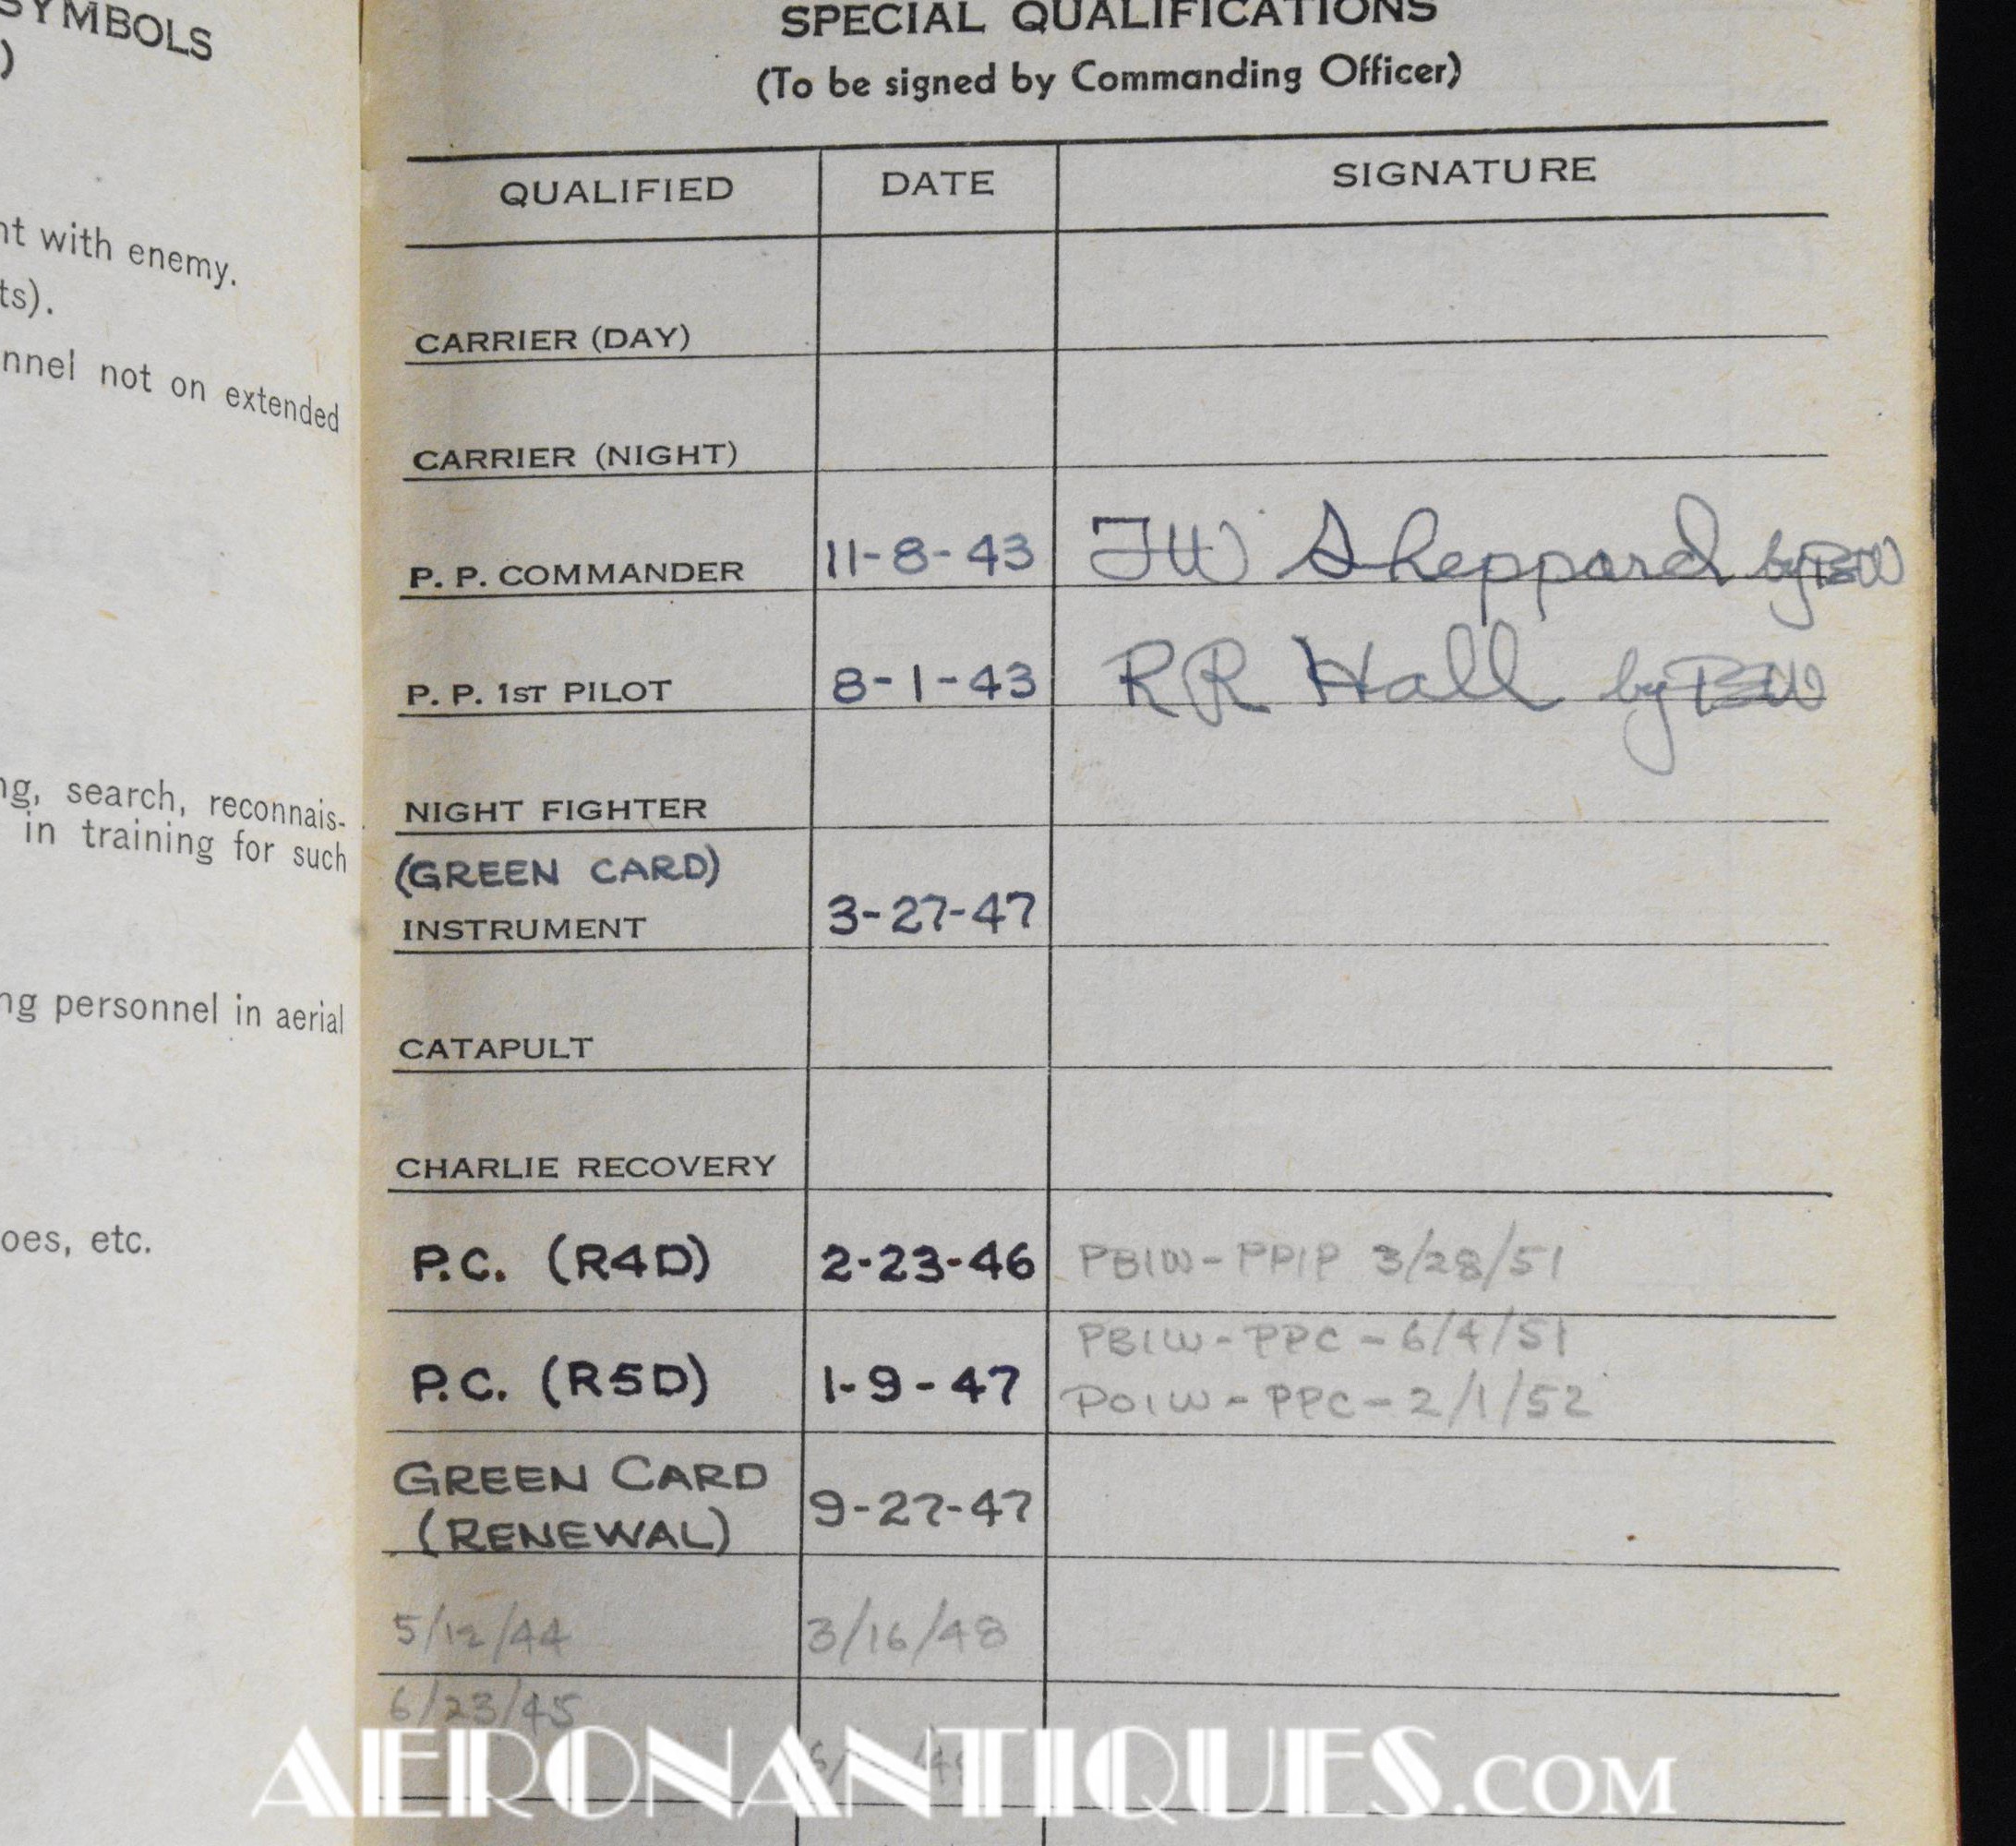 SYMBOLS
)
nt with enemy.
ts).
nnel not on extended
ng, search, reconnais-
in training for such
ng personnel in aerial
oes, etc.
SPECIAL QUALIFICATIONS
(To be signed by Commanding Officer)
QUALIFIED DATE SIGNATURE
CARRIER (DAY)
CARRIER (NIGHT)
P. P. COMMANDER 11-8-43 JW Sheppard by BW
P. P. 1ST PILOT 8-1-43 RR Hall by BW
NIGHT FIGHTER
(GREEN CARD)
INSTRUMENT 3-27-47
CATAPULT
CHARLIE RECOVERY
P.C. (R4D) 2-23-46 PB1W-PP1P 3/28/51
PB1W-PPC-6/4/51
P.C. (R5D) 1-9-47 PO1W-PPC-2/1/52
GREEN CARD
(RENEWAL) 9-27-47
5/12/44 3/16/48
6/23/45
AERONANTIQUES.COM